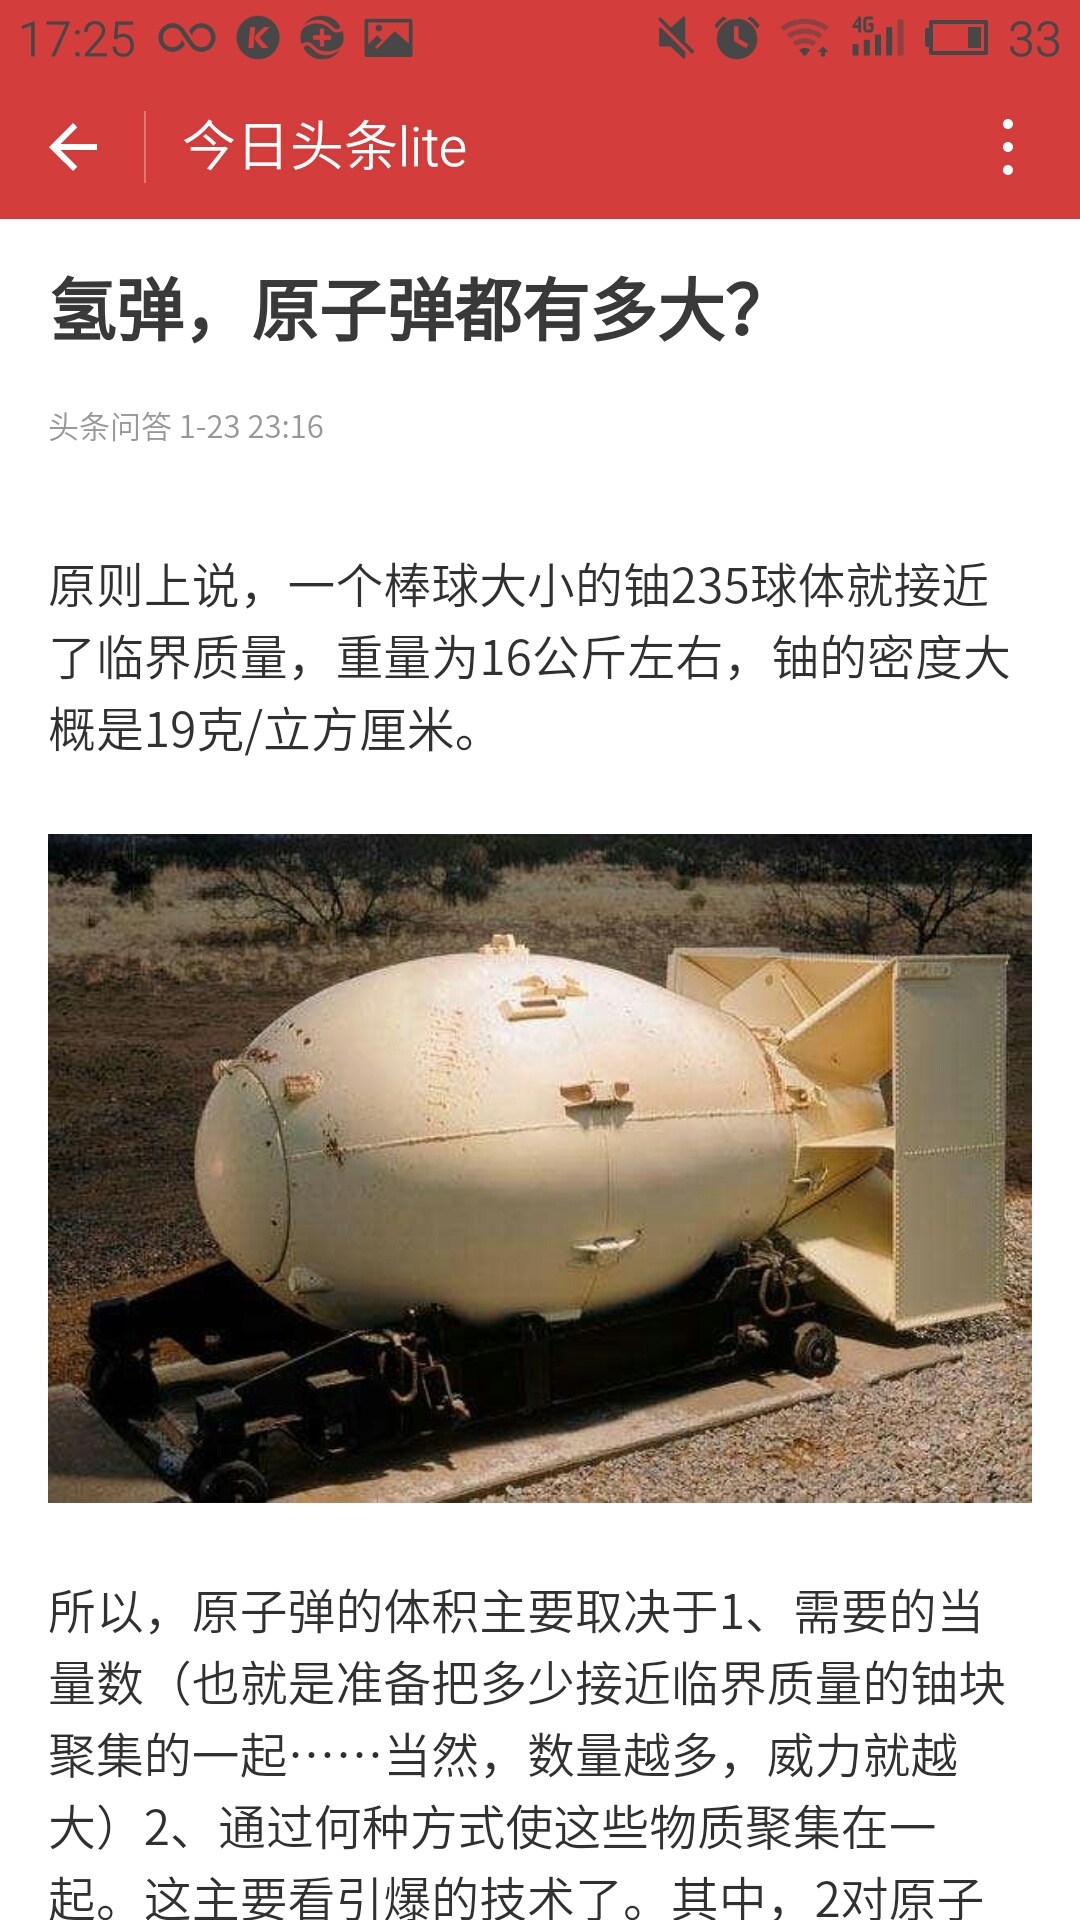 17:25
4G
33
今日头条lite
氢弹，原子弹都有多大？
头条问答 1-23 23:16
原则上说，一个棒球大小的铀235球体就接近
了临界质量，重量为16公斤左右，铀的密度大
概是19克/立方厘米。
所以，原子弹的体积主要取决于1、需要的当
量数（也就是准备把多少接近临界质量的铀块
聚集的一起……当然，数量越多，威力就越
大）2、通过何种方式使这些物质聚集在一
起。这主要看引爆的技术了。其中，2对原子